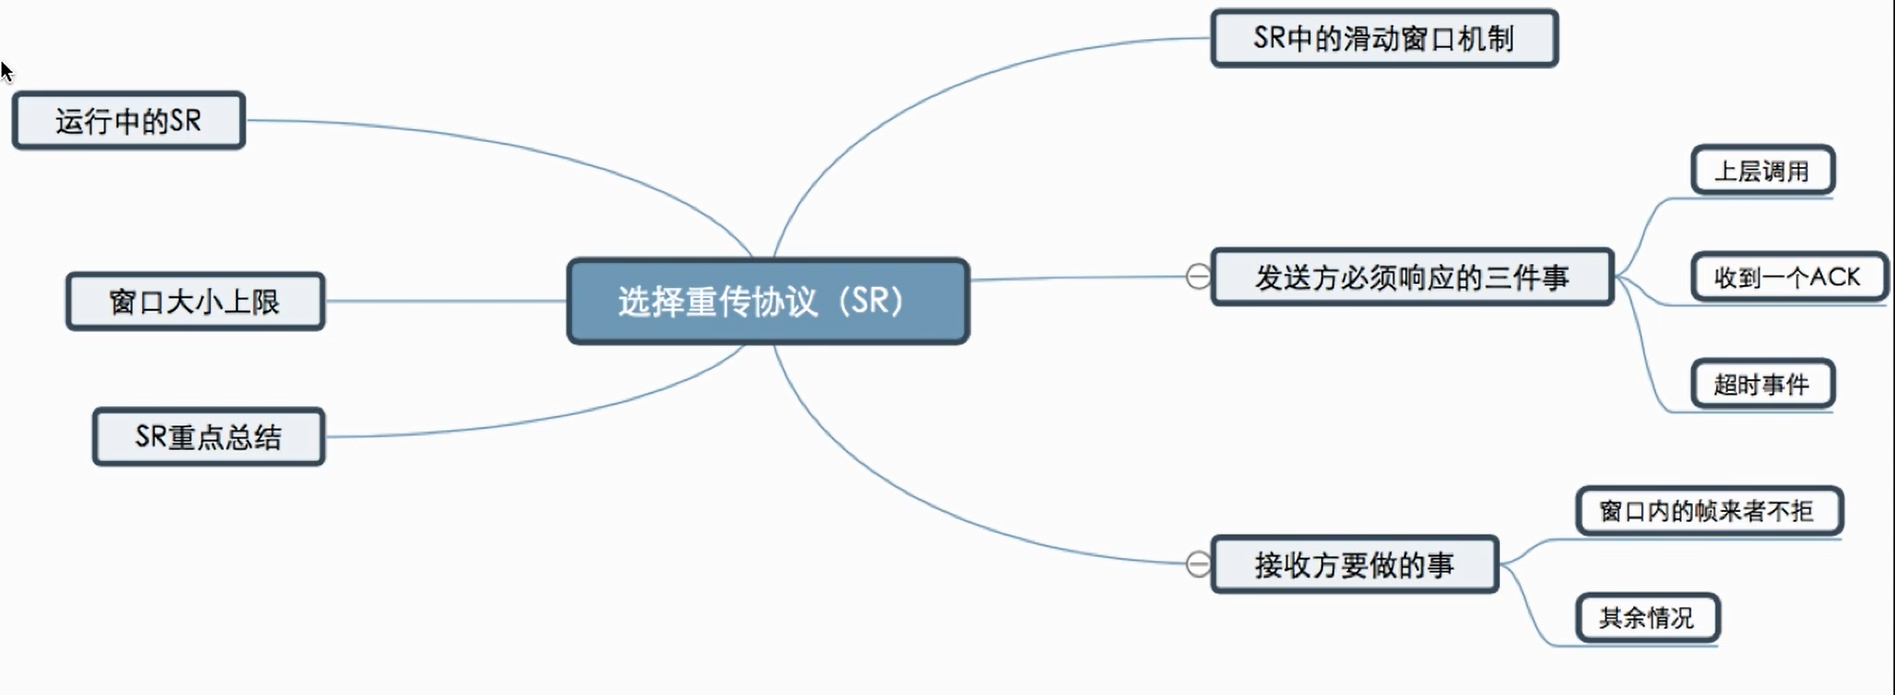 选择重传协议（SR）
SR中的滑动窗口机制
发送方必须响应的三件事
上层调用
收到一个ACK
超时事件
接收方要做的事
窗口内的帧来者不拒
其余情况
运行中的SR
窗口大小上限
SR重点总结